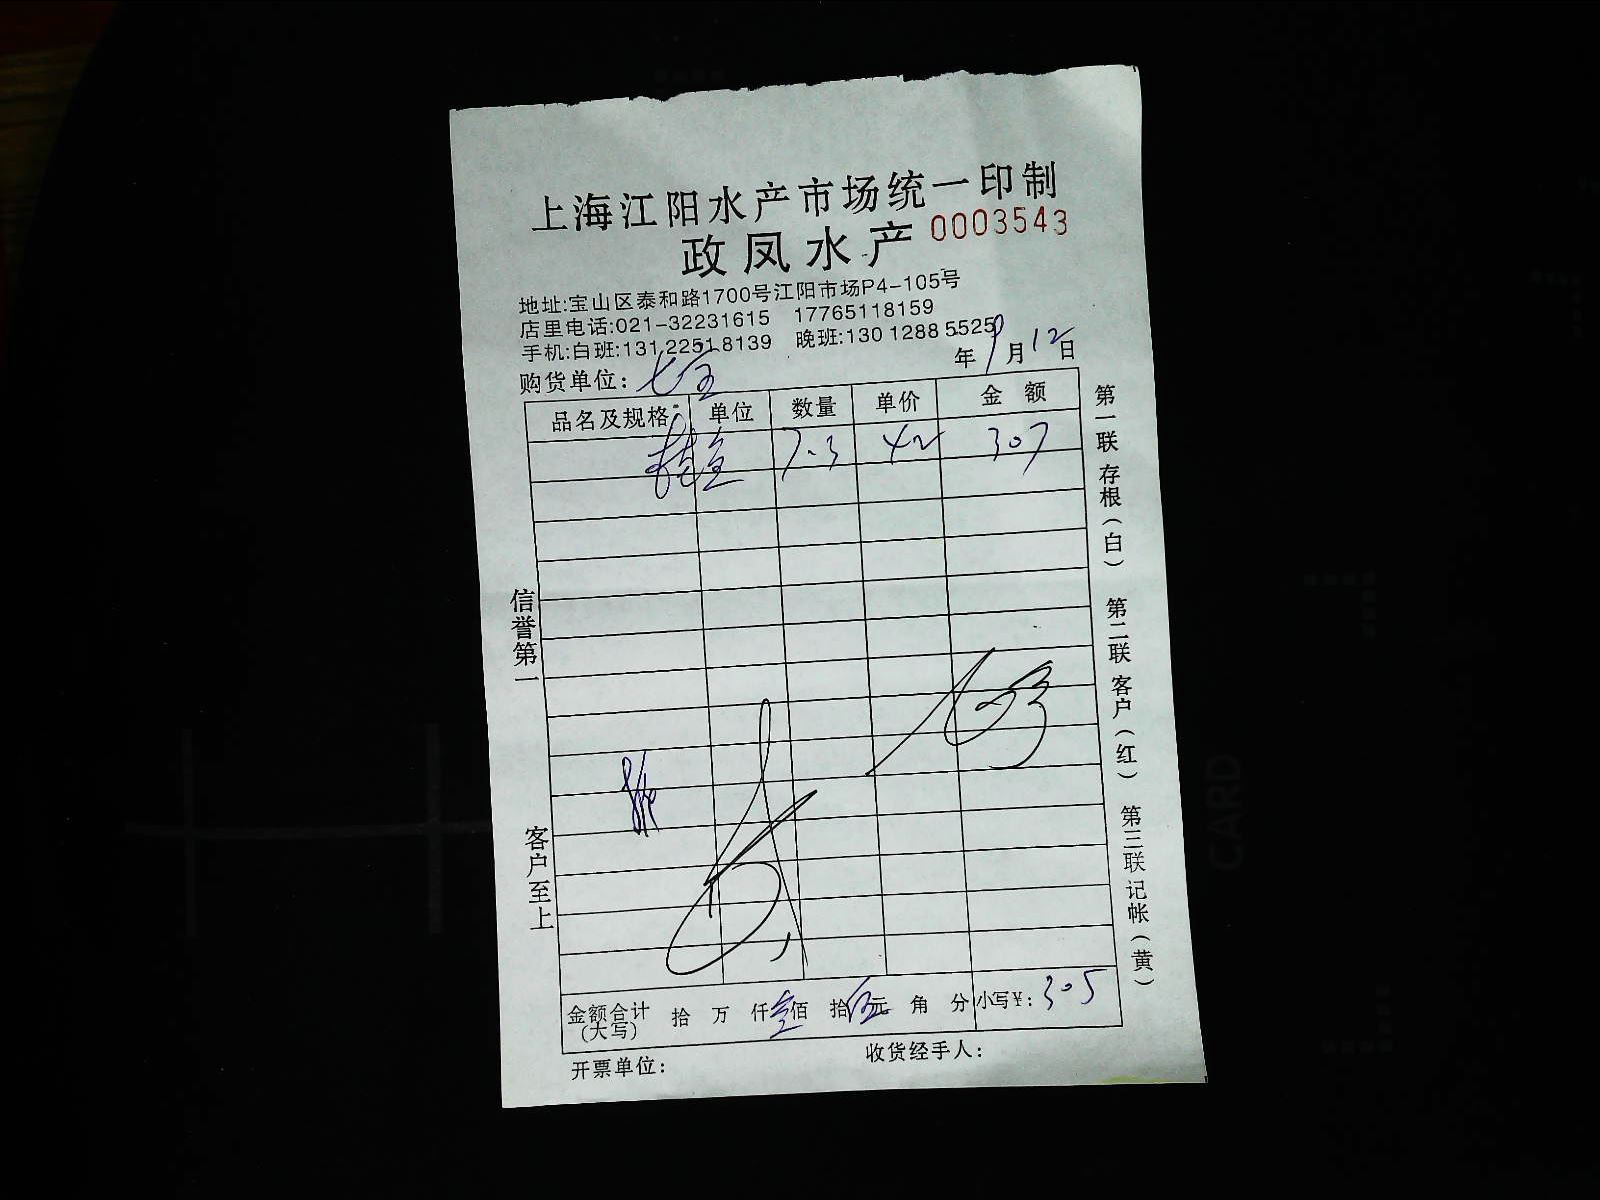 上海江阳水产市场统一印制
政凤水产 0003543
地址:宝山区泰和路1700号江阳市场P4-105号
店里电话:021-32231615 17765118159
手机:白班:131 2251 8139 晚班:130 1288 5525
年9月12日
购货单位:七宝
品名及规格 单位 数量 单价 金额
7.3 42 307
信誉第一
客户至上
第一联存根(白)
第二联客户(红)
第三联记帐(黄)
金额合计(大写) 拾 万 仟 佰 拾伍元 角 分 小写¥:305
开票单位: 收货经手人:
CARD